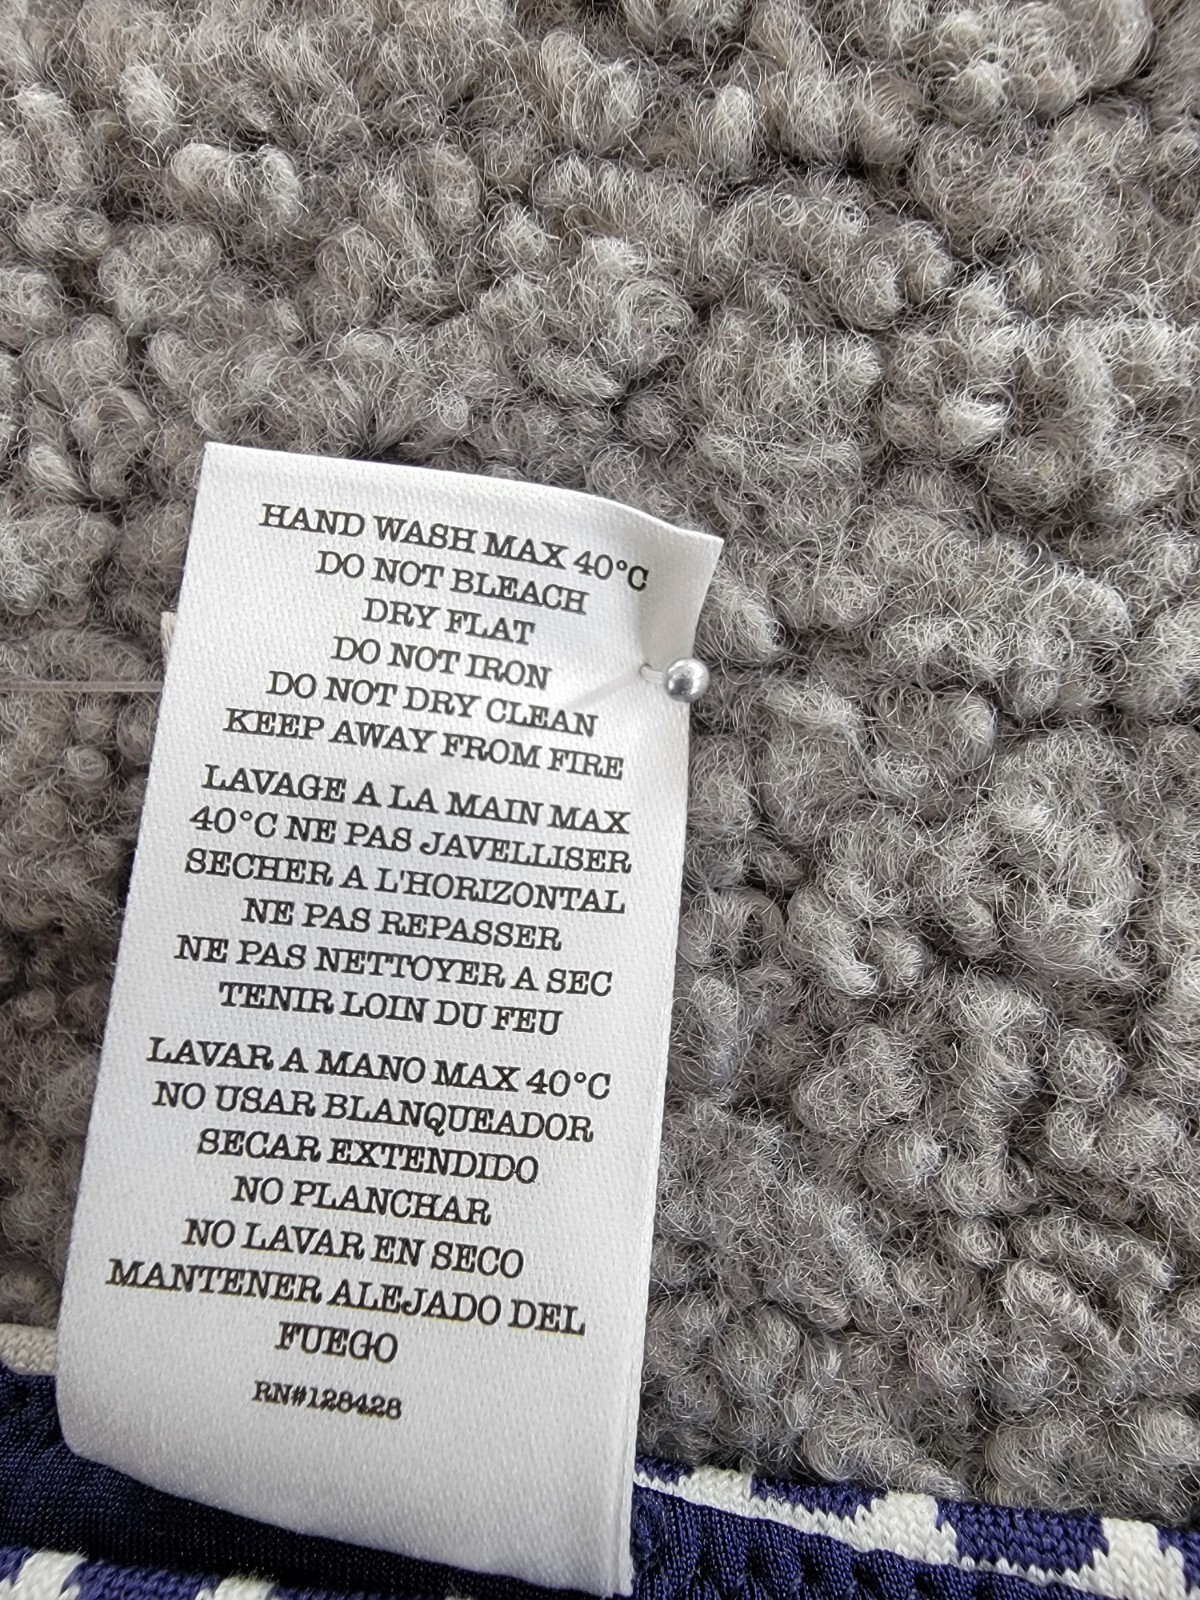 HAND WASH MAX 40°C
DO NOT BLEACH
DRY FLAT
DO NOT IRON
DO NOT DRY CLEAN
KEEP AWAY FROM FIRE
LAVAGE A LA MAIN MAX
40°C NE PAS JAVELLISER
SECHER A L'HORIZONTAL
NE PAS REPASSER
NE PAS NETTOYER A SEC
TENIR LOIN DU FEU
LAVAR A MANO MAX 40°C
NO USAR BLANQUEADOR
SECAR EXTENDIDO
NO PLANCHAR
NO LAVAR EN SECO
MANTENER ALEJADO DEL
FUEGO
RN#128428